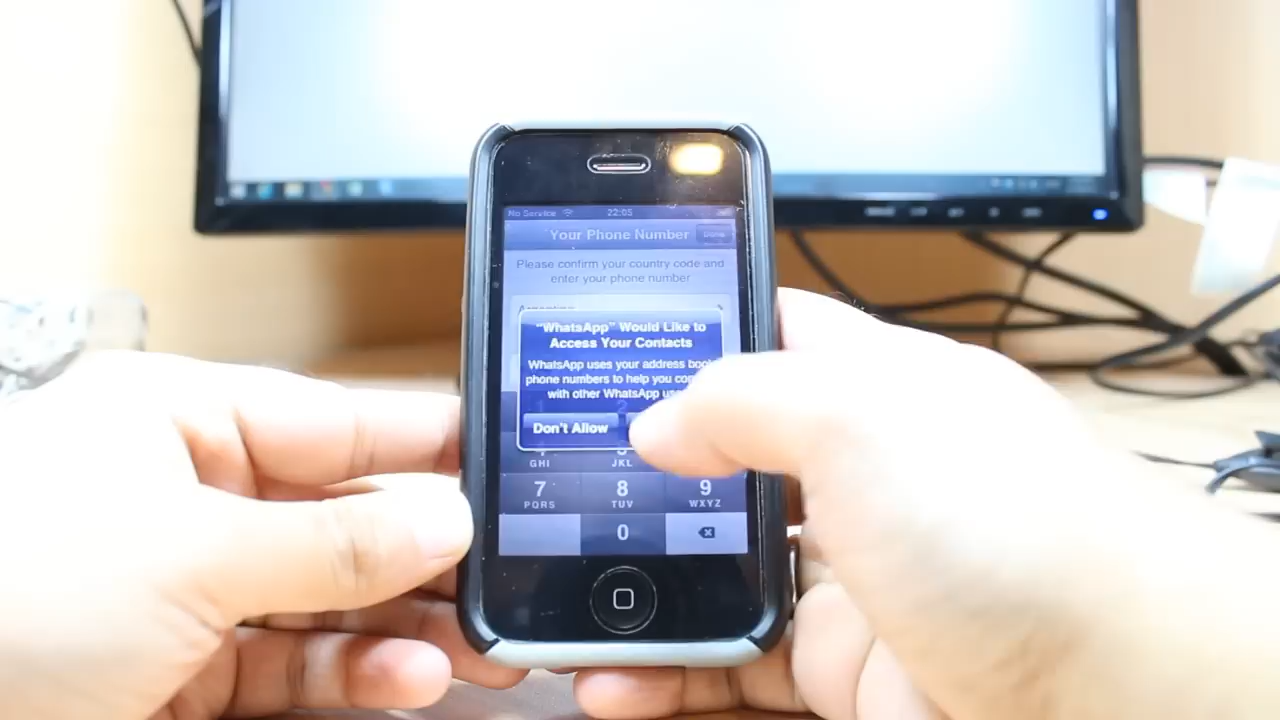 No Service 22:05
Your Phone Number Done
Please confirm your country code and
enter your phone number
Argentina
"WhatsApp" Would Like to
Access Your Contacts
WhatsApp uses your address
phone numbers to help you
with other WhatsApp
Don't Allow
GHI JKL
7 8 9
PQRS TUV WXYZ
0